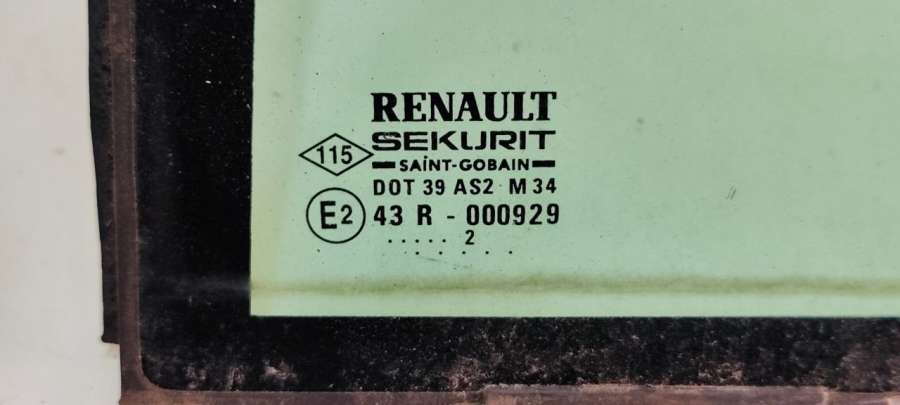 RENAULT
SEKURIT
115
SAINT-GOBAIN
DOT 39 AS2 M 34
E2
43 R - 000929
..... 2
. . . . .